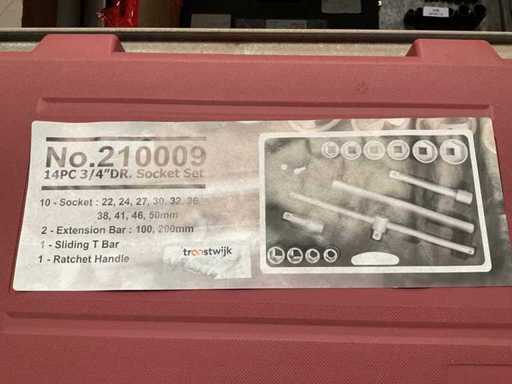 No.210009
14PC 3/4"DR. Socket Set
10 - Socket : 22, 24, 27, 30, 32, 36,
38, 41, 46, 50mm
2 - Extension Bar : 100, 200mm
1 - Sliding T Bar
1 - Ratchet Handle
troostwijk